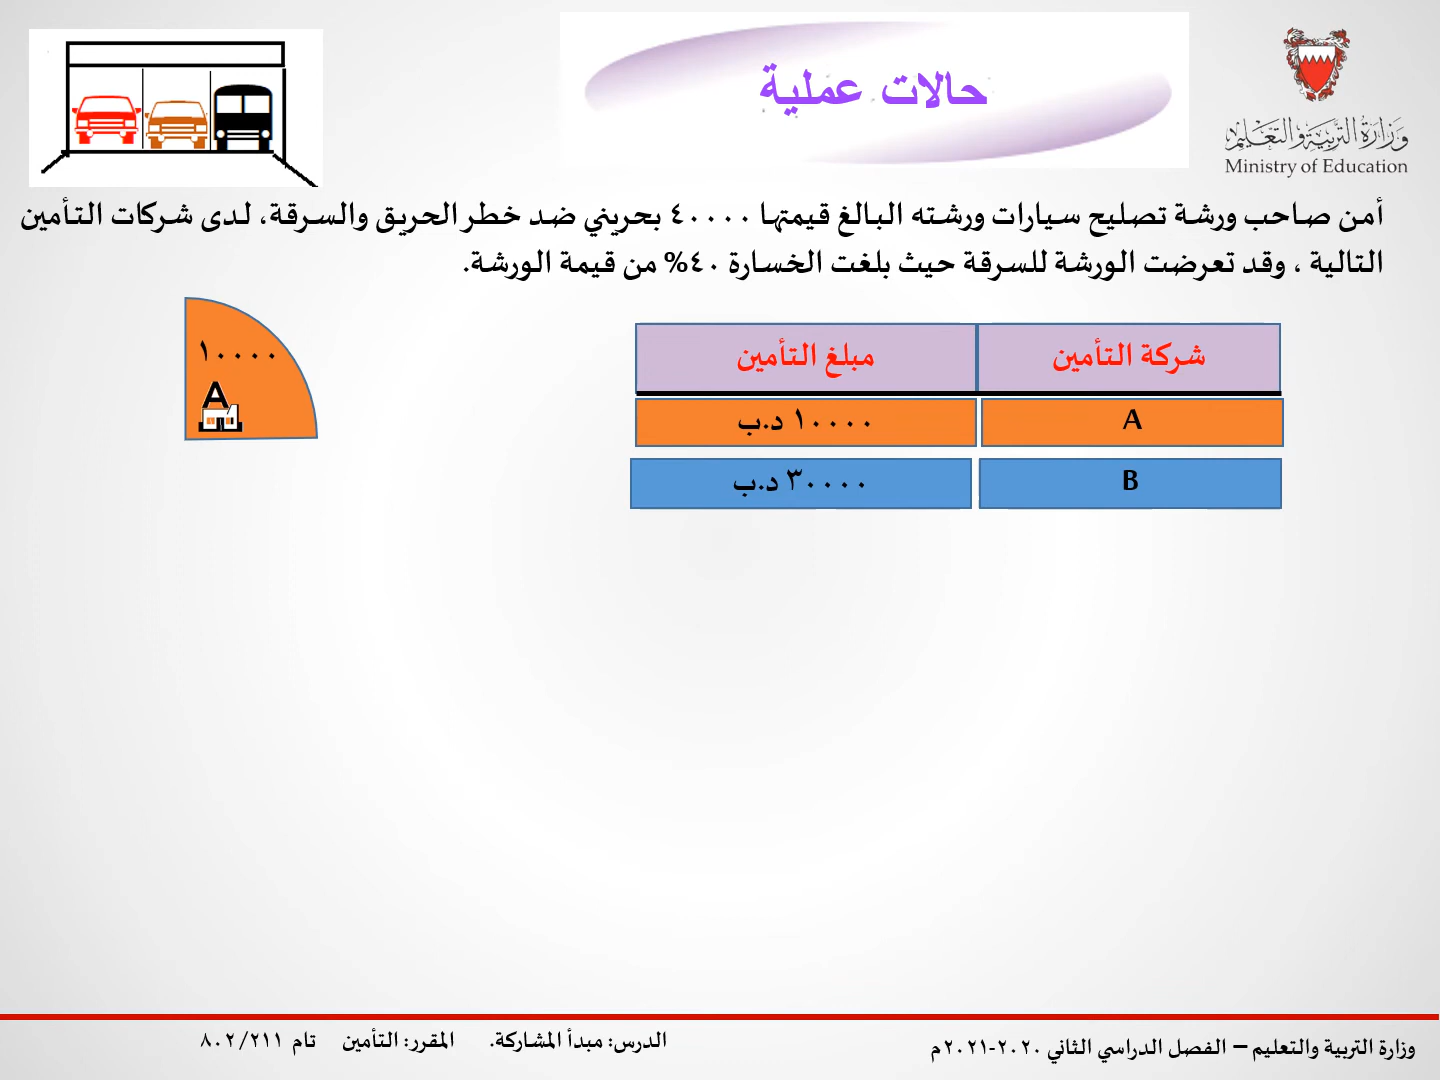 حالات عملية
وزارة التربية والتعليم
Ministry of Education
أمن صاحب ورشة تصليح سيارات ورشته البالغ قيمتها ٤٠٠٠٠ بحريني ضد خطر الحريق والسرقة، لدى شركات التأمين
التالية ، وقد تعرضت الورشة للسرقة حيث بلغت الخسارة ٤٠% من قيمة الورشة.
شركة التأمين مبلغ التأمين
A ١٠٠٠٠ د.ب
B ٣٠٠٠٠ د.ب
١٠٠٠٠
A
وزارة التربية والتعليم – الفصل الدراسي الثاني ٢٠٢٠-٢٠٢١م
الدرس: مبدأ المشاركة. المقرر: التأمين تام ٢١١/٨٠٢